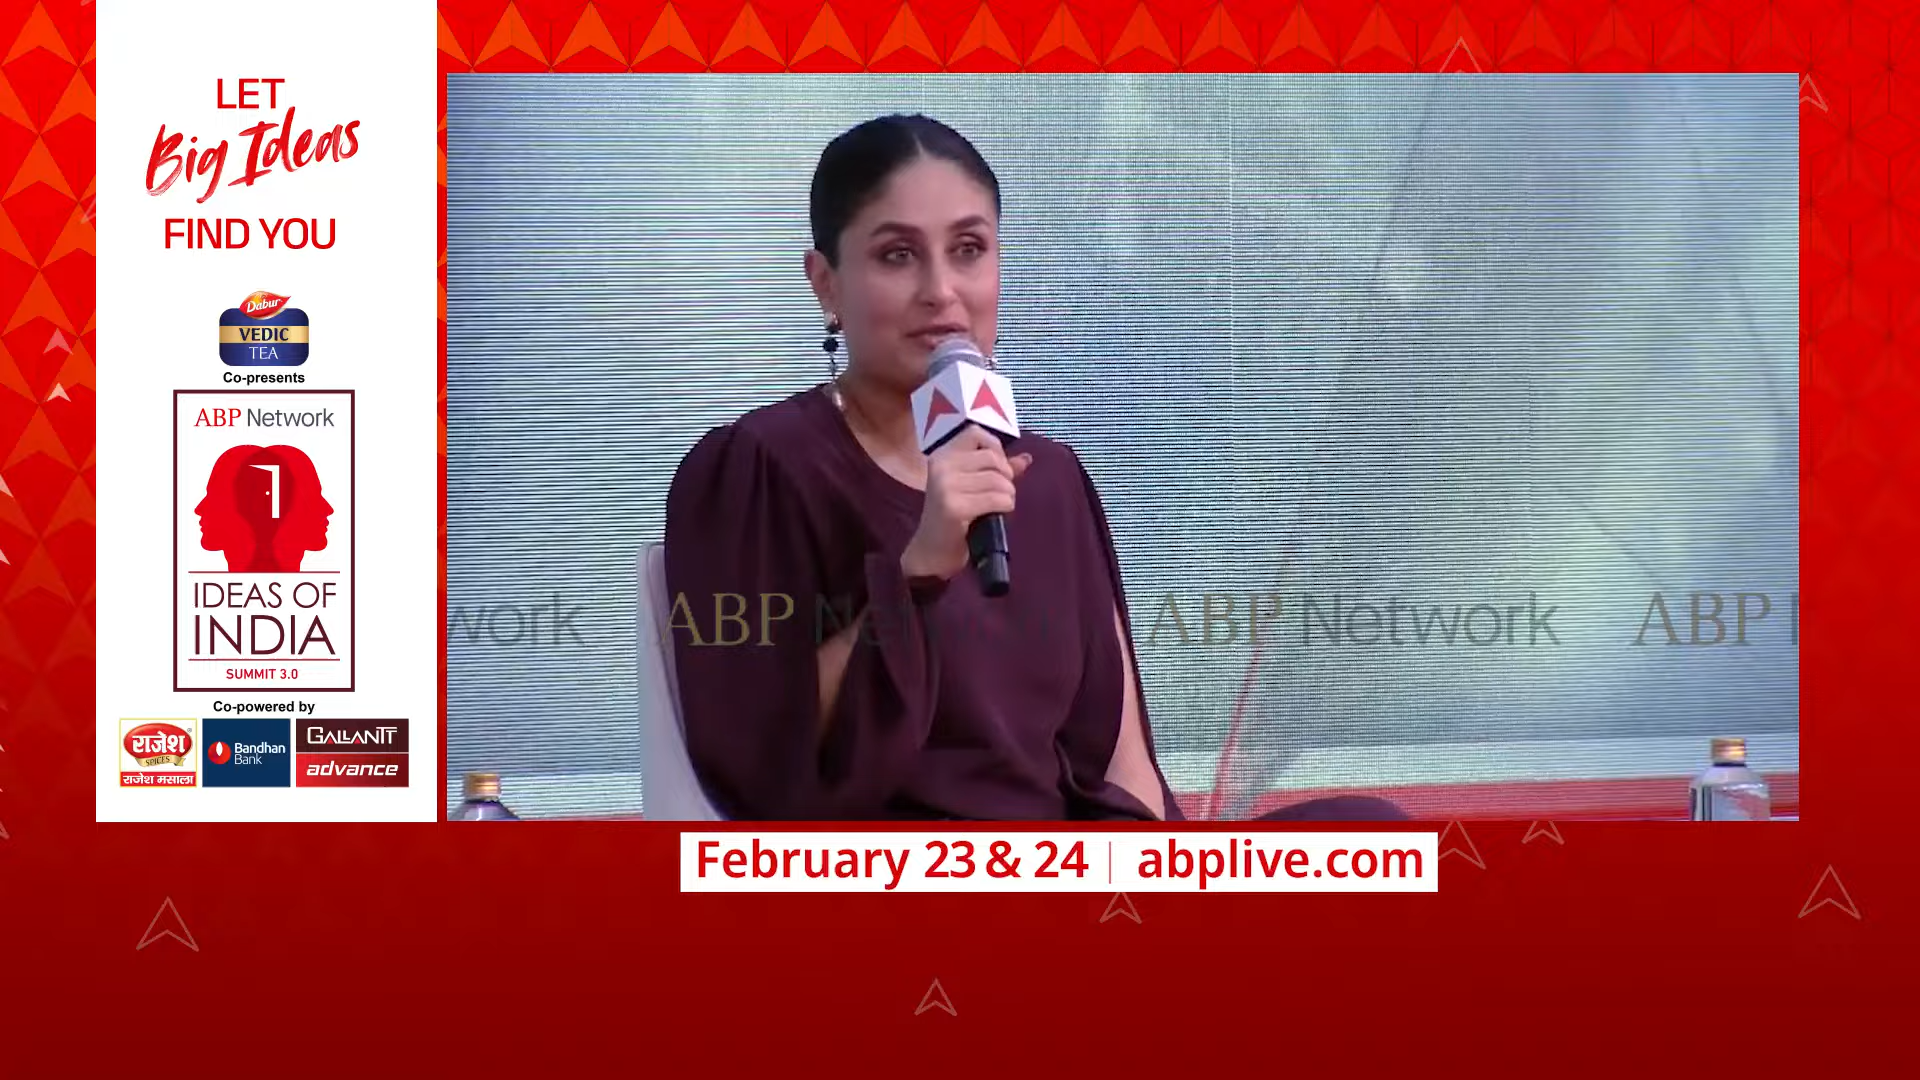 LET
Big Ideas
FIND YOU
Dabur
VEDIC
TEA
Co-presents
ABP Network
IDEAS OF
INDIA
SUMMIT 3.0
Co-powered by
राजेश
SPICES
राजेश मसाला
Bandhan
Bank
GALLANTT
advance
work ABP Network ABP Network ABP
February 23 & 24 | abplive.com